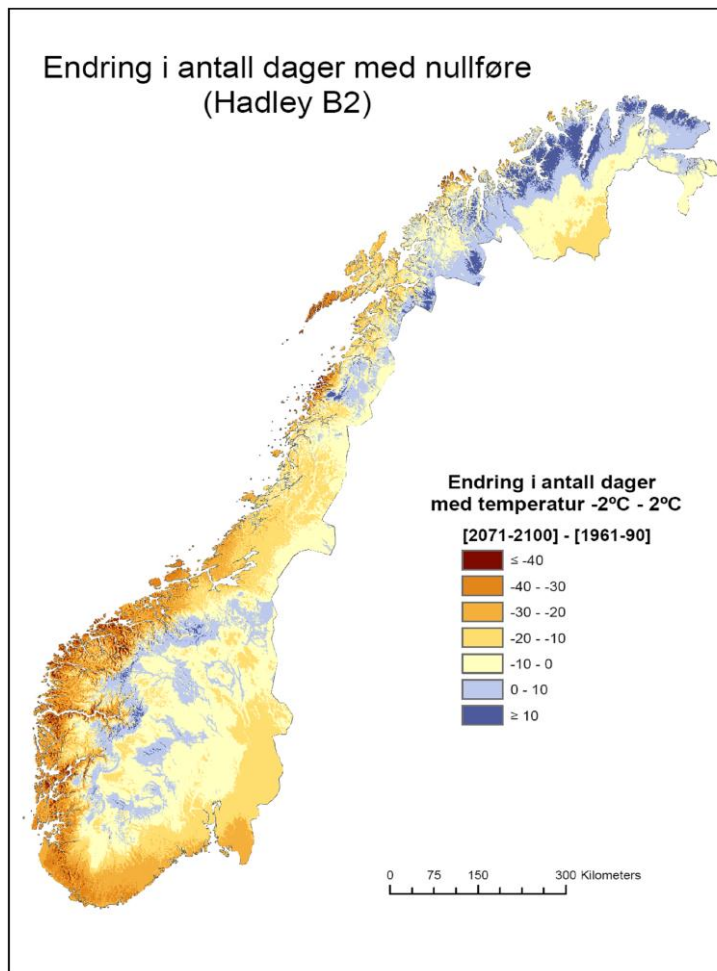 Endring i antall dager med nullføre
(Hadley B2)
Endring i antall dager
med temperatur -2ºC - 2ºC
[2071-2100] - [1961-90]
≤ -40
-40 - -30
-30 - -20
-20 - -10
-10 - 0
0 - 10
≥ 10
0 75 150 300 Kilometers